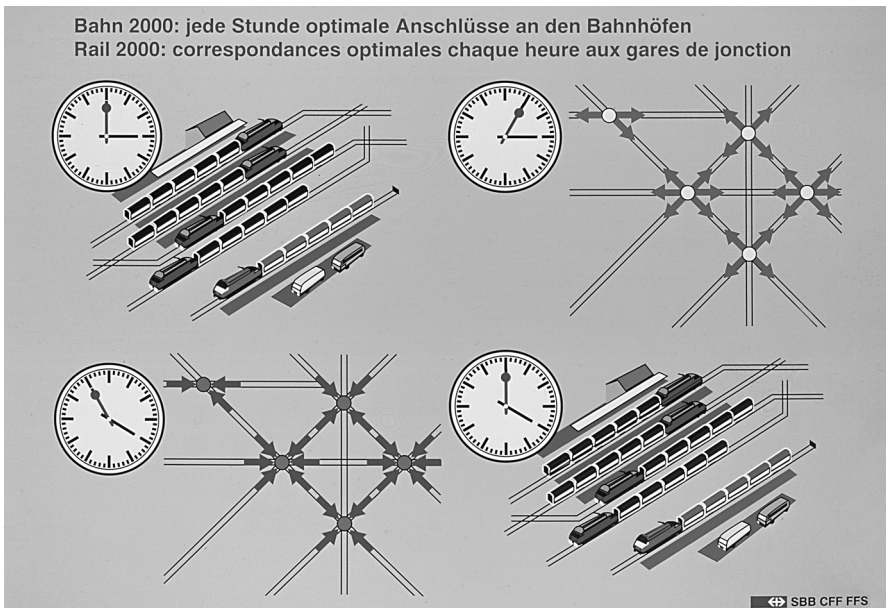 Bahn 2000: jede Stunde optimale Anschlüsse an den Bahnhöfen
Rail 2000: correspondances optimales chaque heure aux gares de jonction
SBB CFF FFS